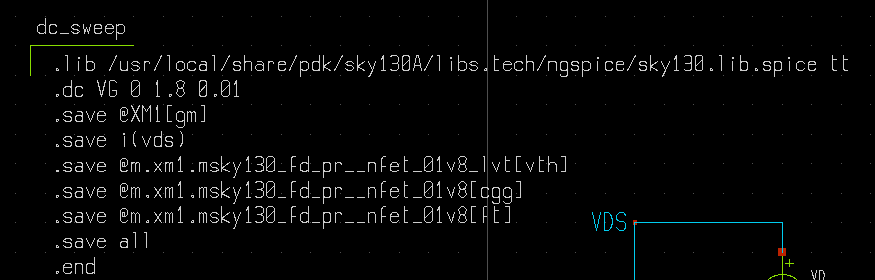 dc_sweep
.lib /usr/local/share/pdk/sky130A/libs.tech/ngspice/sky130.lib.spice tt
.dc VG 0 1.8 0.01
.save @XM1[gm]
.save i(vds)
.save @m.xm1.msky130_fd_pr__nfet_01v8_lvt[vth]
.save @m.xm1.msky130_fd_pr__nfet_01v8[cgg]
.save @m.xm1.msky130_fd_pr__nfet_01v8[ft]
.save all
.end
VDS
+
VD